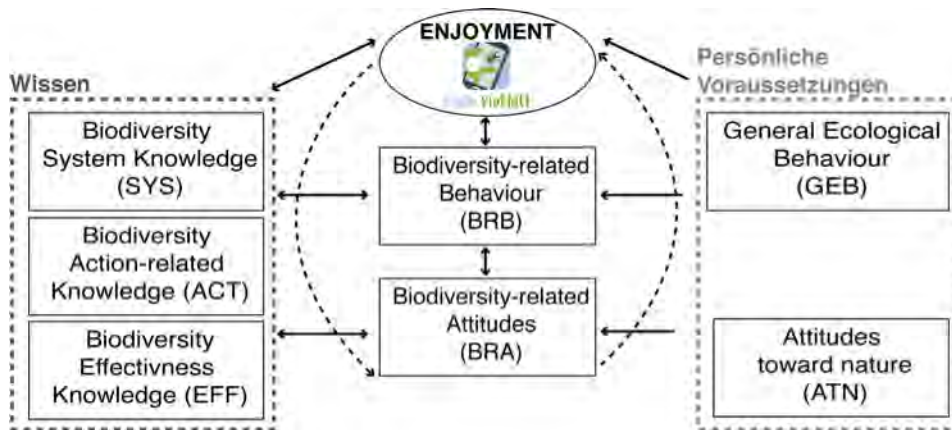 ENJOYMENT
Wissen
Biodiversity
System Knowledge
(SYS)
Biodiversity
Action-related
Knowledge (ACT)
Biodiversity
Effectivness
Knowledge (EFF)
Biodiversity-related
Behaviour
(BRB)
Biodiversity-related
Attitudes
(BRA)
Persönliche
Voraussetzungen
General Ecological
Behaviour
(GEB)
Attitudes
toward nature
(ATN)